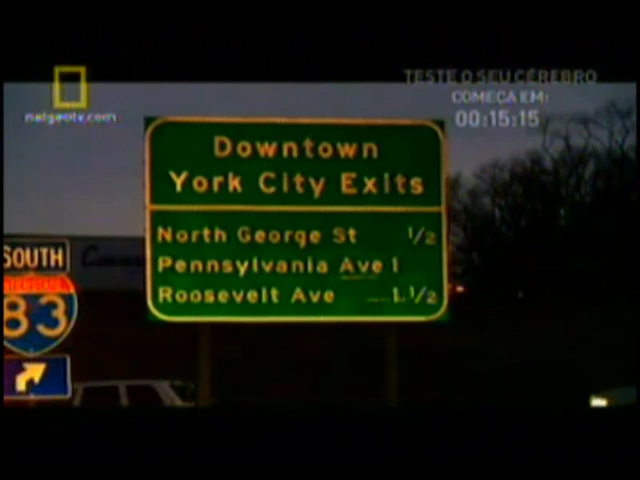 TESTE O SEU CÉREBRO
COMEÇA EM:
00:15:15
natgeotv.com
Downtown
York City Exits
North George St 1/2
Pennsylvania Ave 1
Roosevelt Ave 1 1/2
SOUTH
INTERSTATE
83